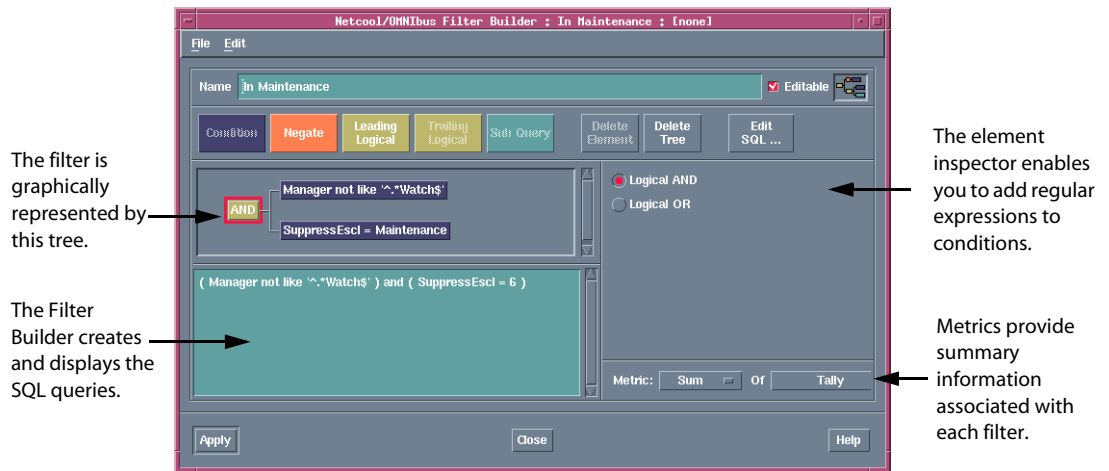 Netcool/OMNIbus Filter Builder : In Maintenance : [none]
File Edit
Name In Maintenance Editable
Condition Negate Leading Logical Trailing Logical Sub Query Delete Element Delete Tree Edit SQL ...
The filter is
graphically
represented by
this tree.
AND
Manager not like '^.*Watch$'
SuppressEscl = Maintenance
Logical AND
Logical OR
The element
inspector enables
you to add regular
expressions to
conditions.
The Filter
Builder creates
and displays the
SQL queries.
( Manager not like '^.*Watch$' ) and ( SuppressEscl = 6 )
Metric: Sum Of Tally
Metrics provide
summary
information
associated with
each filter.
Apply Close Help